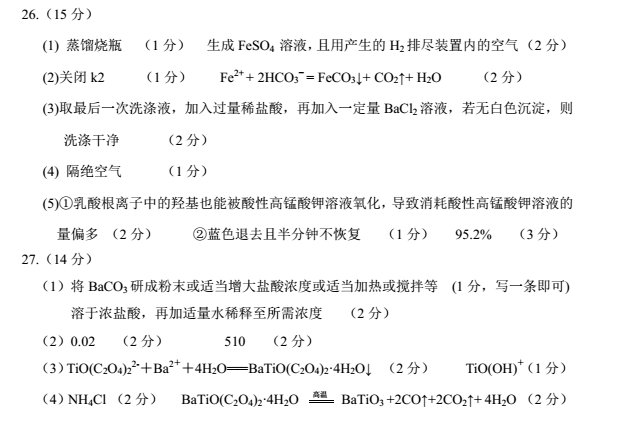 26.（15 分）
(1) 蒸馏烧瓶 （1 分） 生成 FeSO₄ 溶液，且用产生的 H₂ 排尽装置内的空气（2 分）
(2)关闭 k2 （1 分） Fe²⁺ + 2HCO₃⁻ = FeCO₃↓+ CO₂↑+ H₂O （2 分）
(3)取最后一次洗涤液，加入过量稀盐酸，再加入一定量 BaCl₂ 溶液，若无白色沉淀，则
洗涤干净 （2 分）
(4) 隔绝空气 （1 分）
(5)①乳酸根离子中的羟基也能被酸性高锰酸钾溶液氧化，导致消耗酸性高锰酸钾溶液的
量偏多 （2 分） ②蓝色退去且半分钟不恢复 （1 分） 95.2% （3 分）
27.（14 分）
（1）将 BaCO₃ 研成粉末或适当增大盐酸浓度或适当加热或搅拌等 (1 分，写一条即可)
溶于浓盐酸，再加适量水稀释至所需浓度 （2 分）
（2）0.02 （2 分） 510 （2 分）
（3）TiO(C₂O₄)₂²⁻＋Ba²⁺＋4H₂O══BaTiO(C₂O₄)₂·4H₂O↓ （2 分） TiO(OH)⁺（1 分）
（4）NH₄Cl （2 分） BaTiO(C₂O₄)₂·4H₂O ══高温══ BaTiO₃ +2CO↑+2CO₂↑+ 4H₂O （2 分）